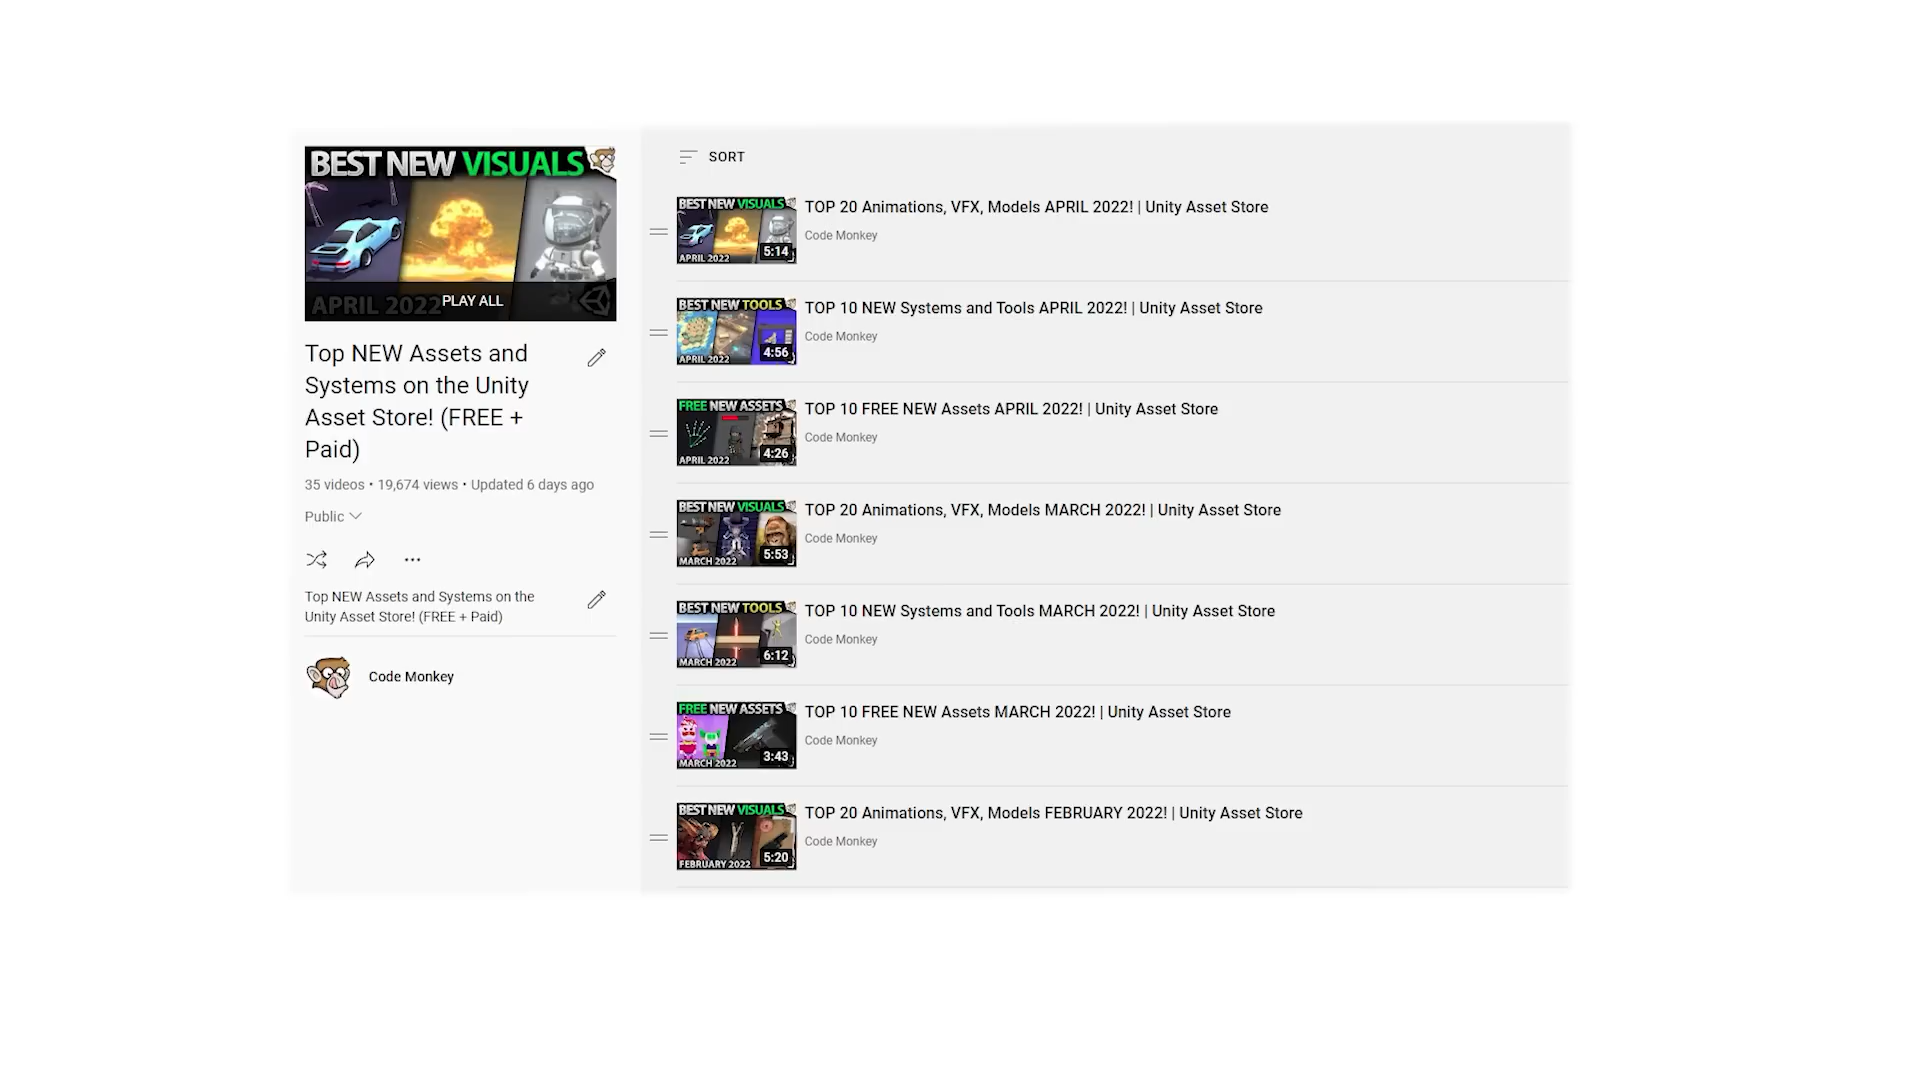 BEST NEW VISUALS
APRIL 2022
PLAY ALL
Top NEW Assets and
Systems on the Unity
Asset Store! (FREE +
Paid)
35 videos • 19,674 views • Updated 6 days ago
Public
Top NEW Assets and Systems on the
Unity Asset Store! (FREE + Paid)
Code Monkey
SORT
BEST NEW VISUALS
APRIL 2022
5:14
TOP 20 Animations, VFX, Models APRIL 2022! | Unity Asset Store
Code Monkey
BEST NEW TOOLS
APRIL 2022
4:56
TOP 10 NEW Systems and Tools APRIL 2022! | Unity Asset Store
Code Monkey
FREE NEW ASSETS
APRIL 2022
4:26
TOP 10 FREE NEW Assets APRIL 2022! | Unity Asset Store
Code Monkey
BEST NEW VISUALS
MARCH 2022
5:53
TOP 20 Animations, VFX, Models MARCH 2022! | Unity Asset Store
Code Monkey
BEST NEW TOOLS
MARCH 2022
6:12
TOP 10 NEW Systems and Tools MARCH 2022! | Unity Asset Store
Code Monkey
FREE NEW ASSETS
MARCH 2022
3:43
TOP 10 FREE NEW Assets MARCH 2022! | Unity Asset Store
Code Monkey
BEST NEW VISUALS
FEBRUARY 2022
5:20
TOP 20 Animations, VFX, Models FEBRUARY 2022! | Unity Asset Store
Code Monkey